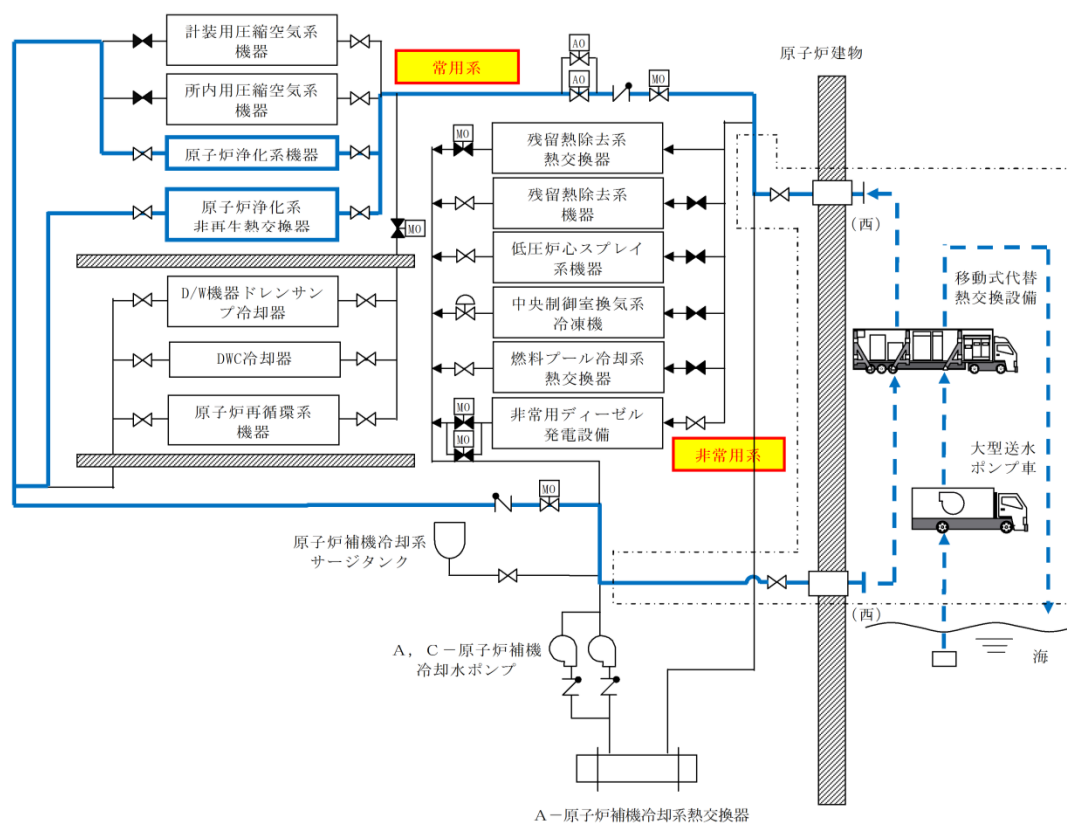 計装用圧縮空気系
機器
所内用圧縮空気系
機器
原子炉浄化系機器
原子炉浄化系
非再生熱交換器
MO
D/W機器ドレンサン
プ冷却器
DWC冷却器
原子炉再循環系
機器
常用系
AO
AO
MO
MO
残留熱除去系
熱交換器
残留熱除去系
機器
低圧炉心スプレイ
系機器
中央制御室換気系
冷凍機
燃料プール冷却系
熱交換器
MO
MO
非常用ディーゼル
発電設備
非常用系
MO
原子炉補機冷却系
サージタンク
A,C-原子炉補機
冷却水ポンプ
A-原子炉補機冷却系熱交換器
原子炉建物
(西)
移動式代替
熱交換設備
大型送水
ポンプ車
(西)
海